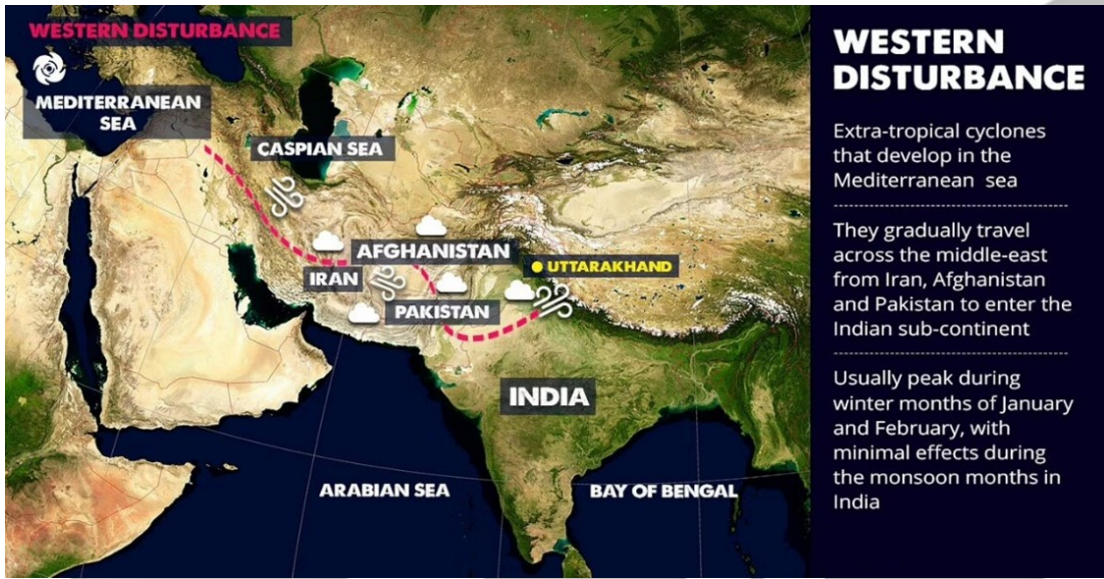 WESTERN DISTURBANCE
MEDITERRANEAN
SEA
CASPIAN SEA
AFGHANISTAN
IRAN
PAKISTAN
UTTARAKHAND
INDIA
ARABIAN SEA
BAY OF BENGAL
WESTERN
DISTURBANCE
Extra-tropical cyclones
that develop in the
Mediterranean sea
They gradually travel
across the middle-east
from Iran, Afghanistan
and Pakistan to enter the
Indian sub-continent
Usually peak during
winter months of January
and February, with
minimal effects during
the monsoon months in
India